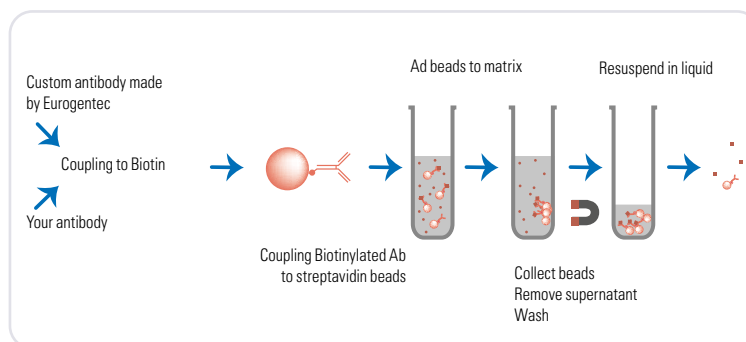 Custom antibody made
by Eurogentec
Coupling to Biotin
Your antibody
Coupling Biotinylated Ab
to streptavidin beads
Ad beads to matrix
Collect beads
Remove supernatant
Wash
Resuspend in liquid